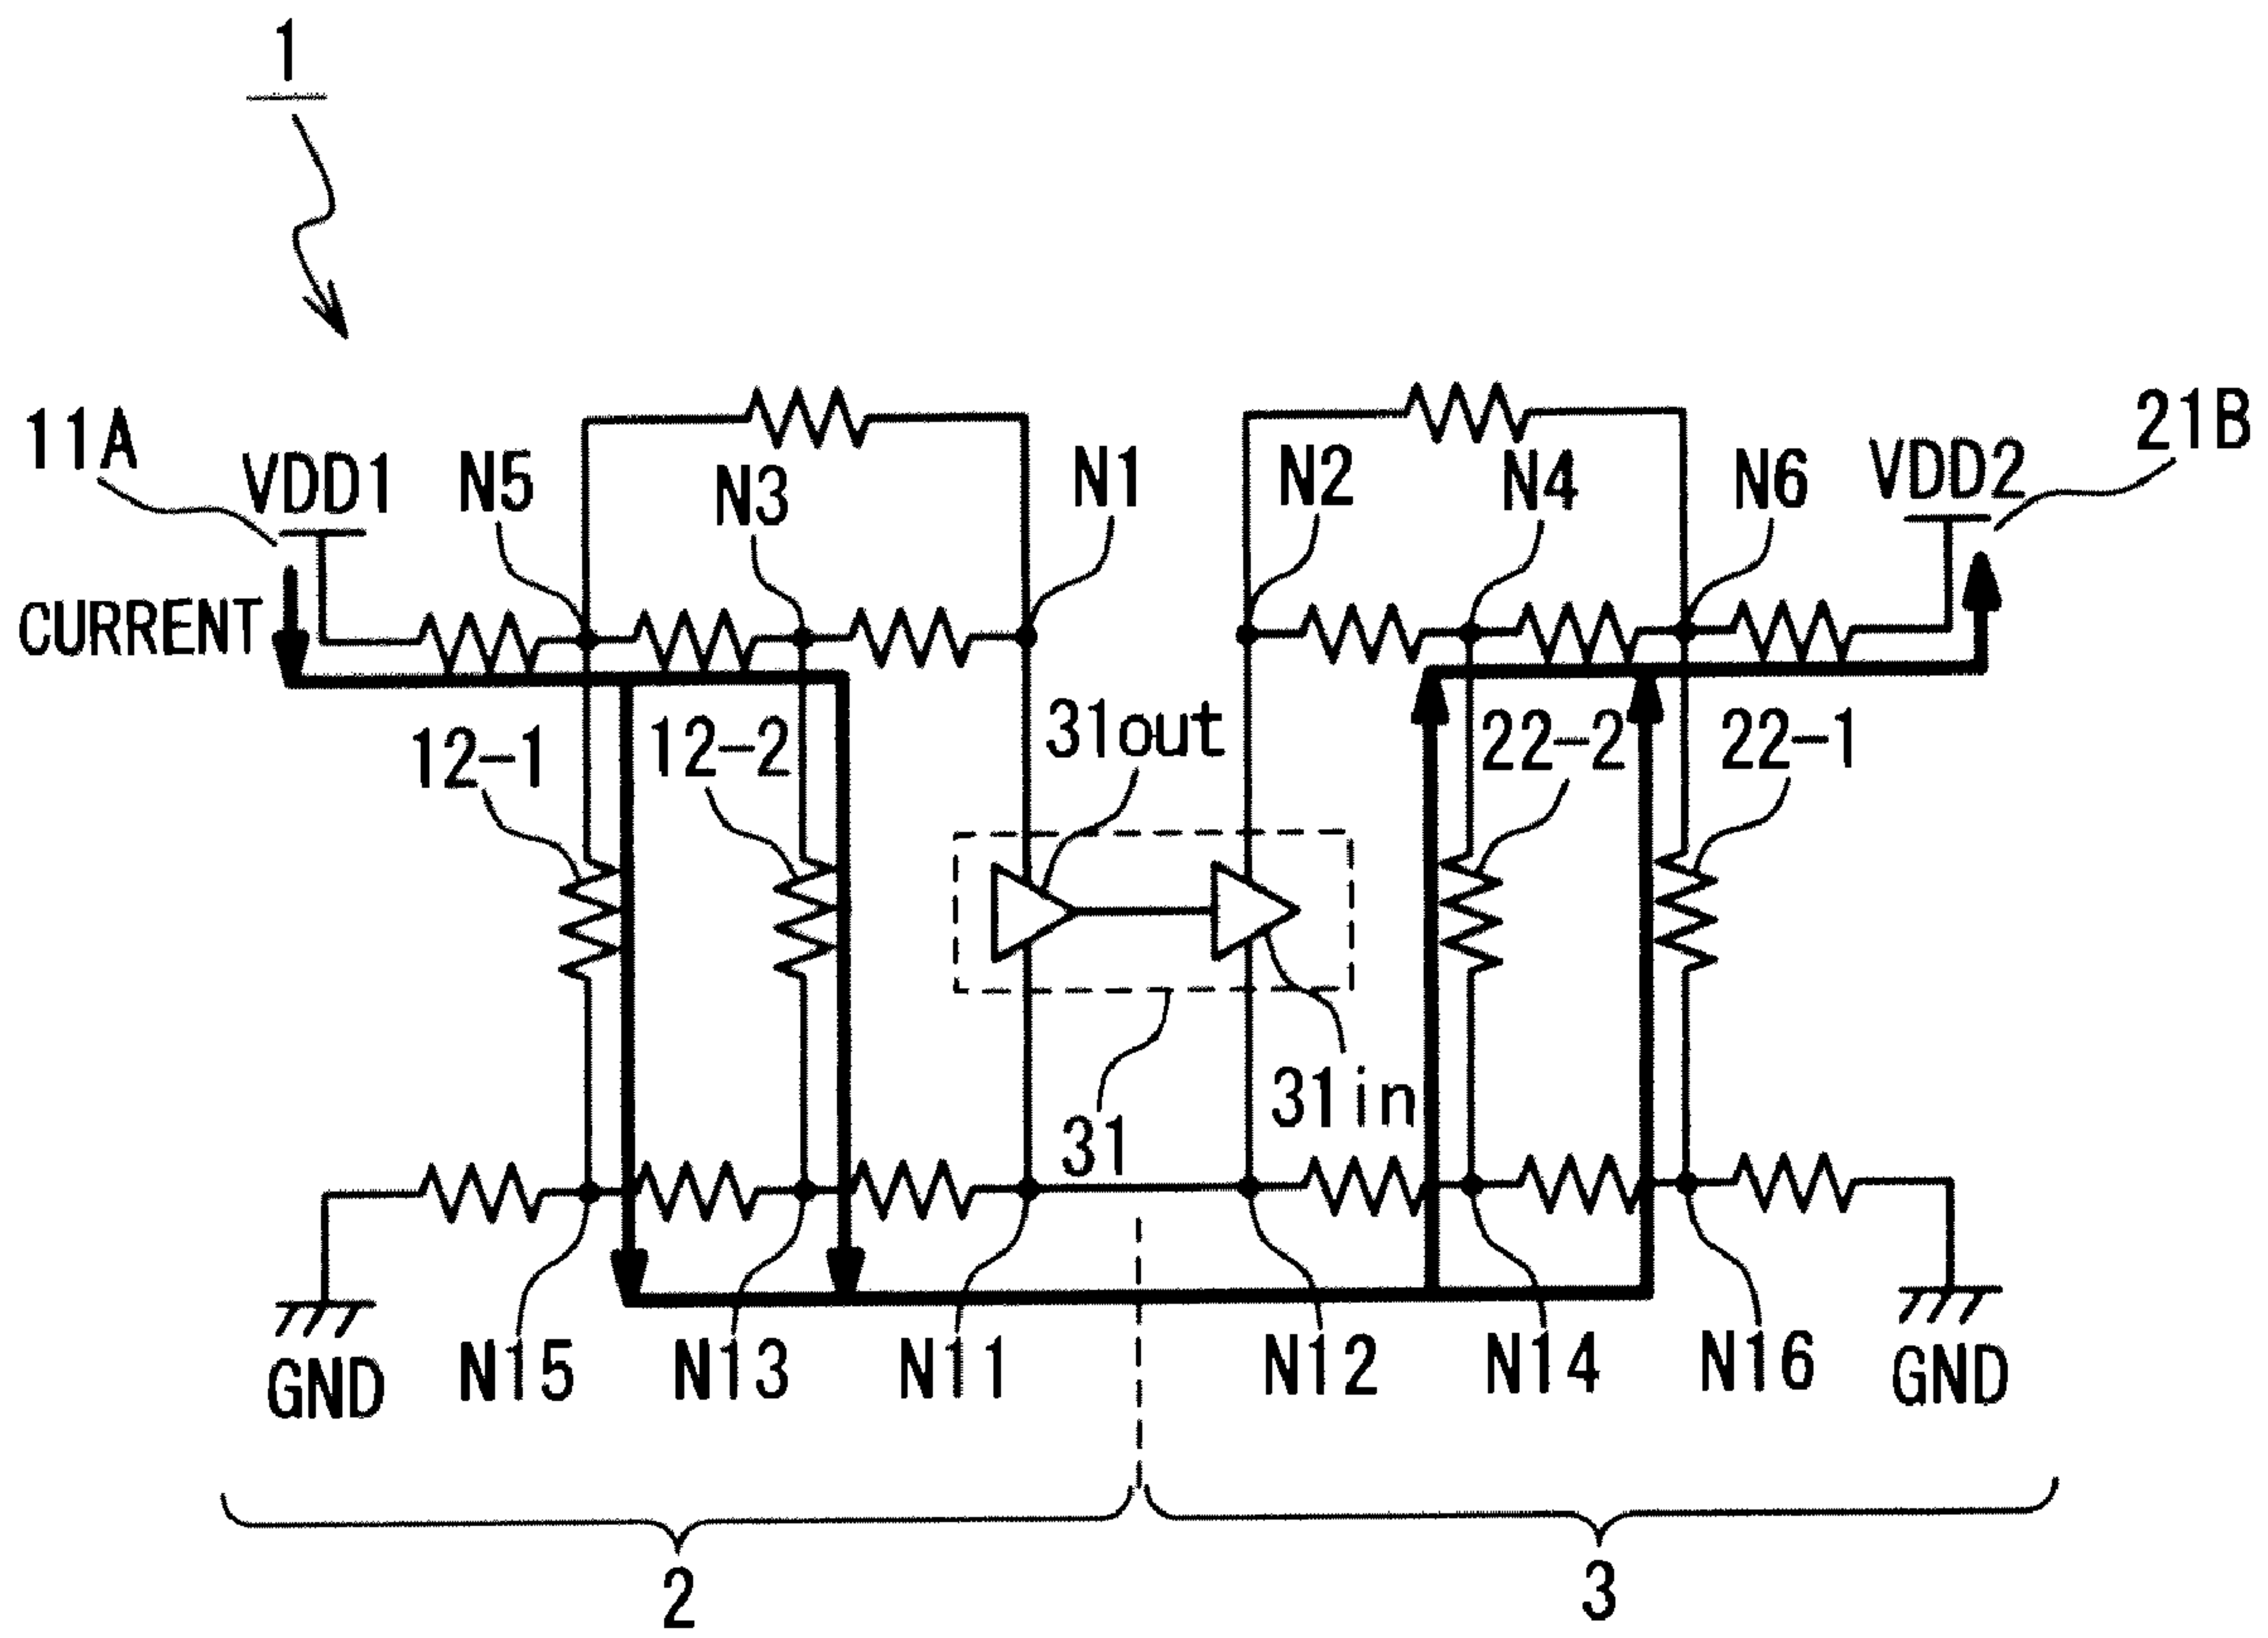 1
11A
VDD1
N5
N3
N1
N2
N4
N6
VDD2
21B
CURRENT
12-1
12-2
31out
22-2
22-1
31in
31
GND
N15
N13
N11
N12
N14
N16
GND
2
3